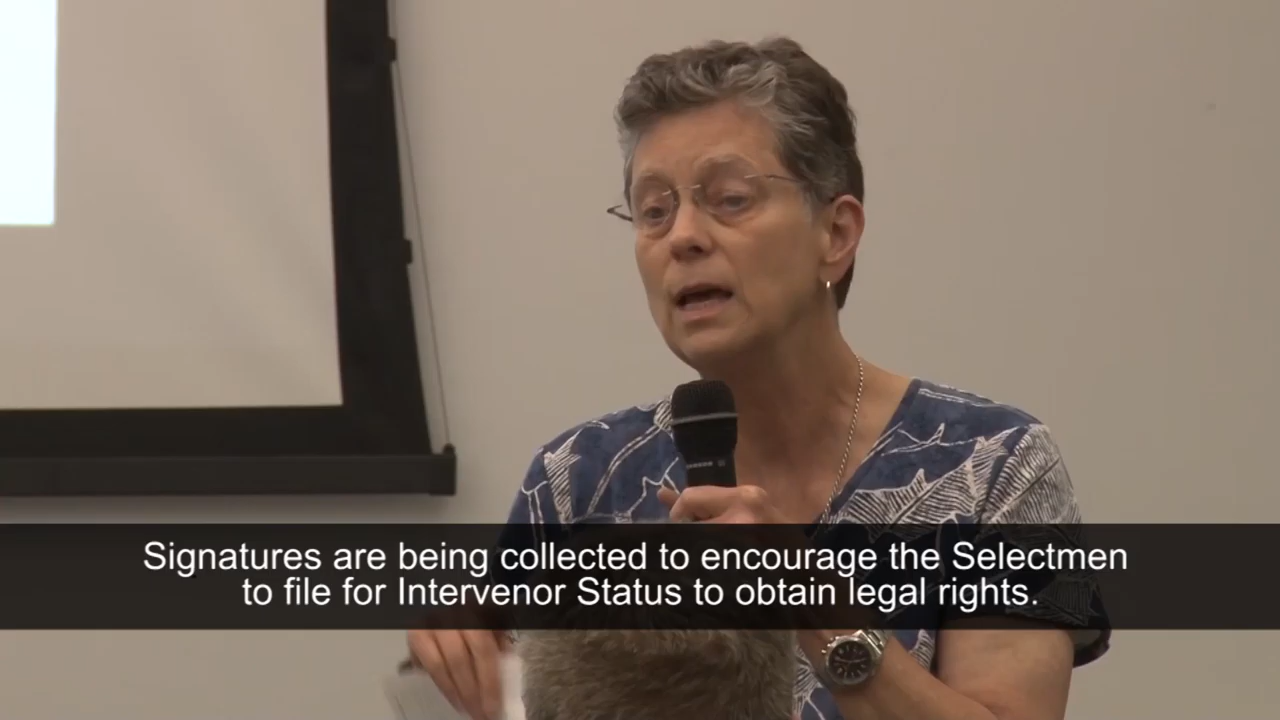 Signatures are being collected to encourage the Selectmen
to file for Intervenor Status to obtain legal rights.